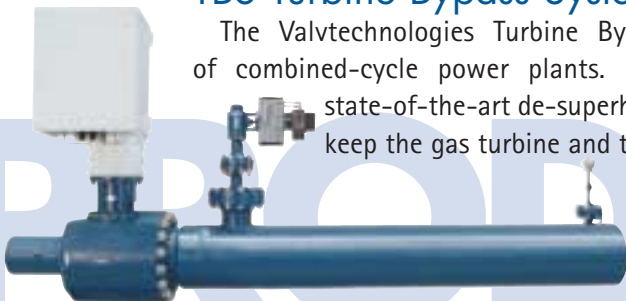 Turbine Bypass Cycle
The Valvtechnologies Turbine By
of combined-cycle power plants.
state-of-the-art de-superh
keep the gas turbine and t
PROD